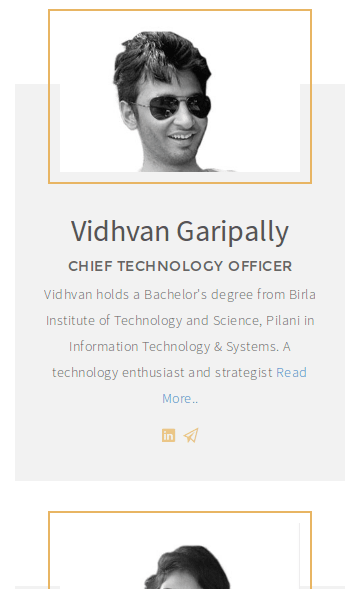 Vidhvan Garipally
CHIEF TECHNOLOGY OFFICER
Vidhvan holds a Bachelor's degree from Birla
Institute of Technology and Science, Pilani in
Information Technology & Systems. A
technology enthusiast and strategist Read
More..